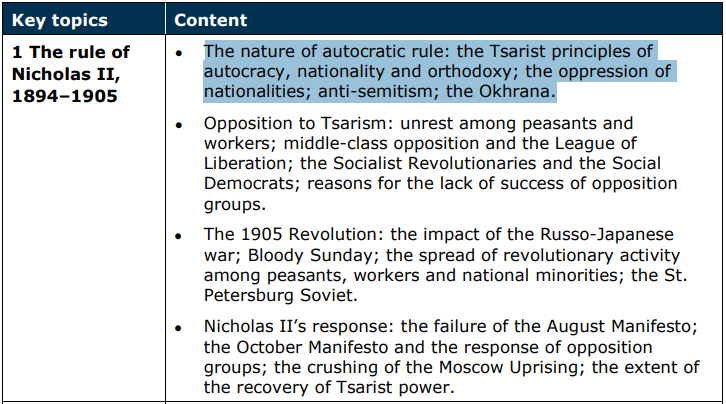 Key topics Content
1 The rule of
Nicholas II,
1894–1905
• The nature of autocratic rule: the Tsarist principles of
autocracy, nationality and orthodoxy; the oppression of
nationalities; anti-semitism; the Okhrana.
• Opposition to Tsarism: unrest among peasants and
workers; middle-class opposition and the League of
Liberation; the Socialist Revolutionaries and the Social
Democrats; reasons for the lack of success of opposition
groups.
• The 1905 Revolution: the impact of the Russo-Japanese
war; Bloody Sunday; the spread of revolutionary activity
among peasants, workers and national minorities; the St.
Petersburg Soviet.
• Nicholas II’s response: the failure of the August Manifesto;
the October Manifesto and the response of opposition
groups; the crushing of the Moscow Uprising; the extent of
the recovery of Tsarist power.